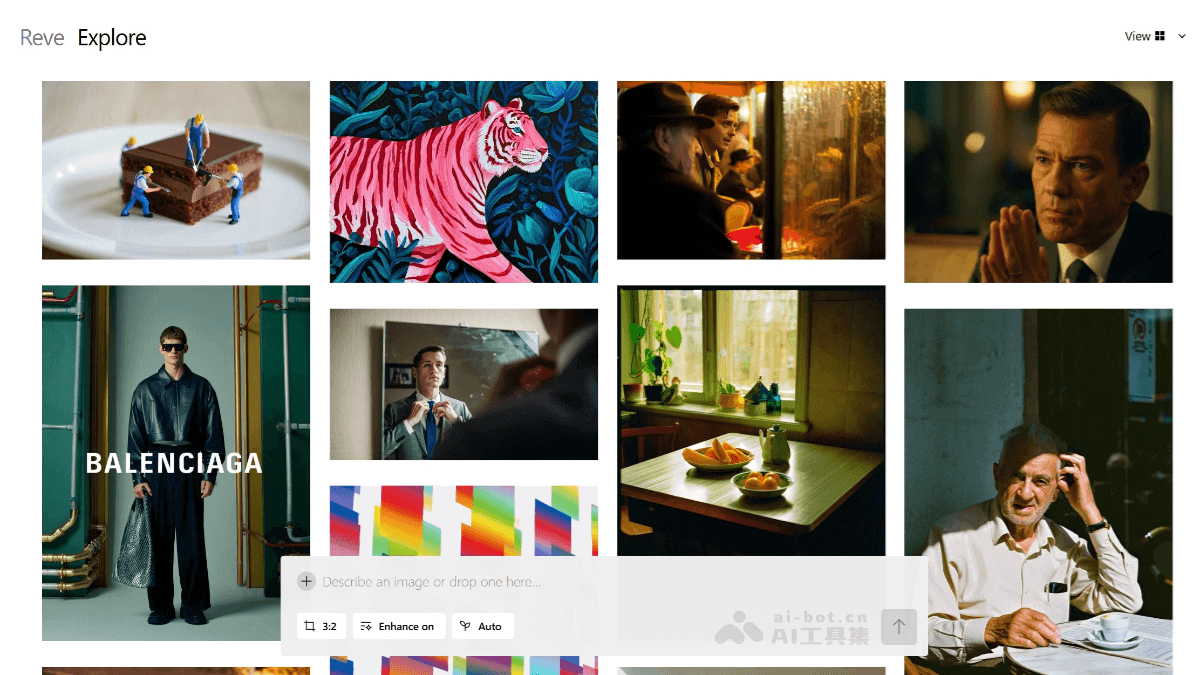 Reve Explore
View
BALENCIAGA
Describe an image or drop one here...
3:2
Enhance on
Auto
ai-bot.cn
AI工具集